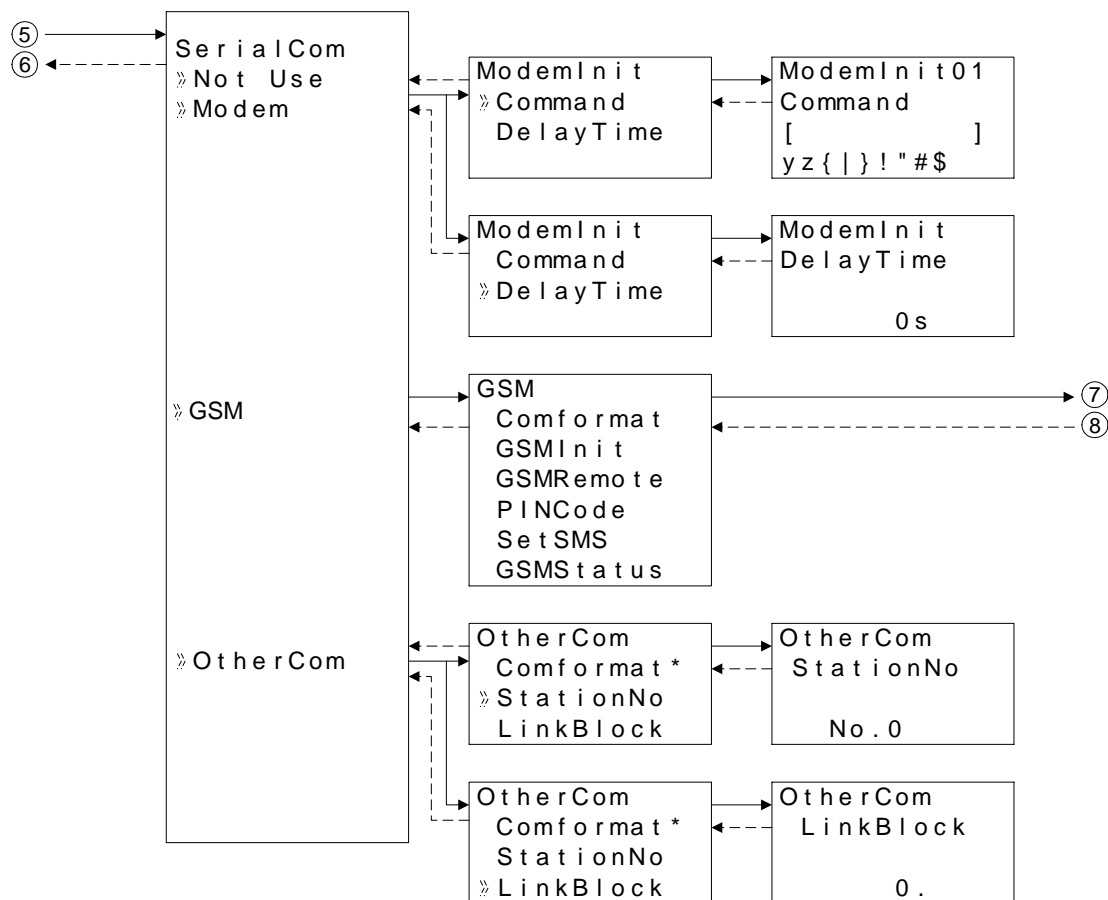 ⑤
⑥
SerialCom
»Not Use
»Modem
»GSM
»OtherCom
ModemInit
»Command
DelayTime
ModemInit01
Command
[ ]
yz{|}!"#$
ModemInit
Command
»DelayTime
ModemInit
DelayTime
0s
GSM
Comformat
GSMInit
GSMRemote
PINCode
SetSMS
GSMStatus
⑦
⑧
OtherCom
Comformat*
»StationNo
LinkBlock
OtherCom
StationNo
No.0
OtherCom
Comformat*
StationNo
»LinkBlock
OtherCom
LinkBlock
0.